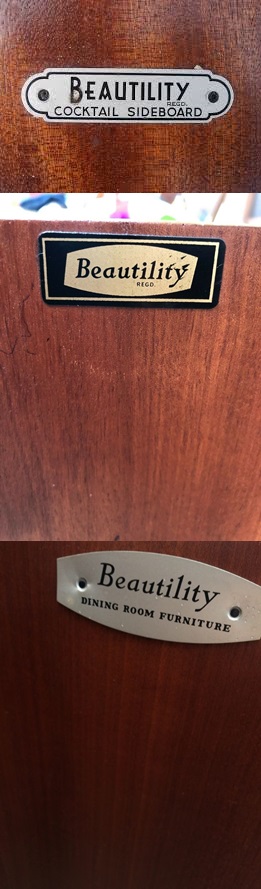 BEAUTILITY
REGD.
COCKTAIL SIDEBOARD
Beautility
REGD.
Beautility
DINING ROOM FURNITURE